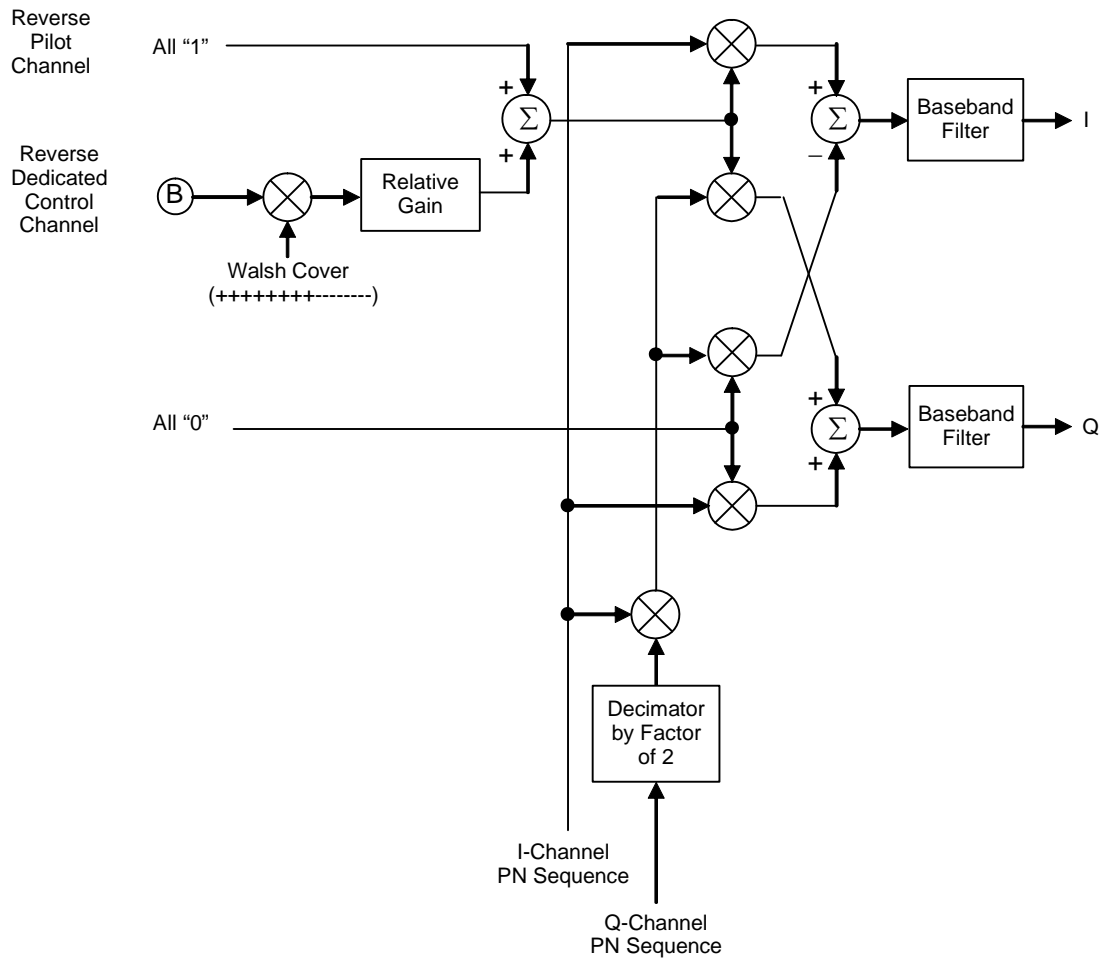 Reverse
Pilot
Channel
All “1”
+
Σ
+
Reverse
Dedicated
Control
Channel
B
Relative
Gain
Walsh Cover
(++++++++--------)
+
Σ
–
Baseband
Filter
I
All “0”
+
Σ
+
Baseband
Filter
Q
Decimator
by Factor
of 2
I-Channel
PN Sequence
Q-Channel
PN Sequence